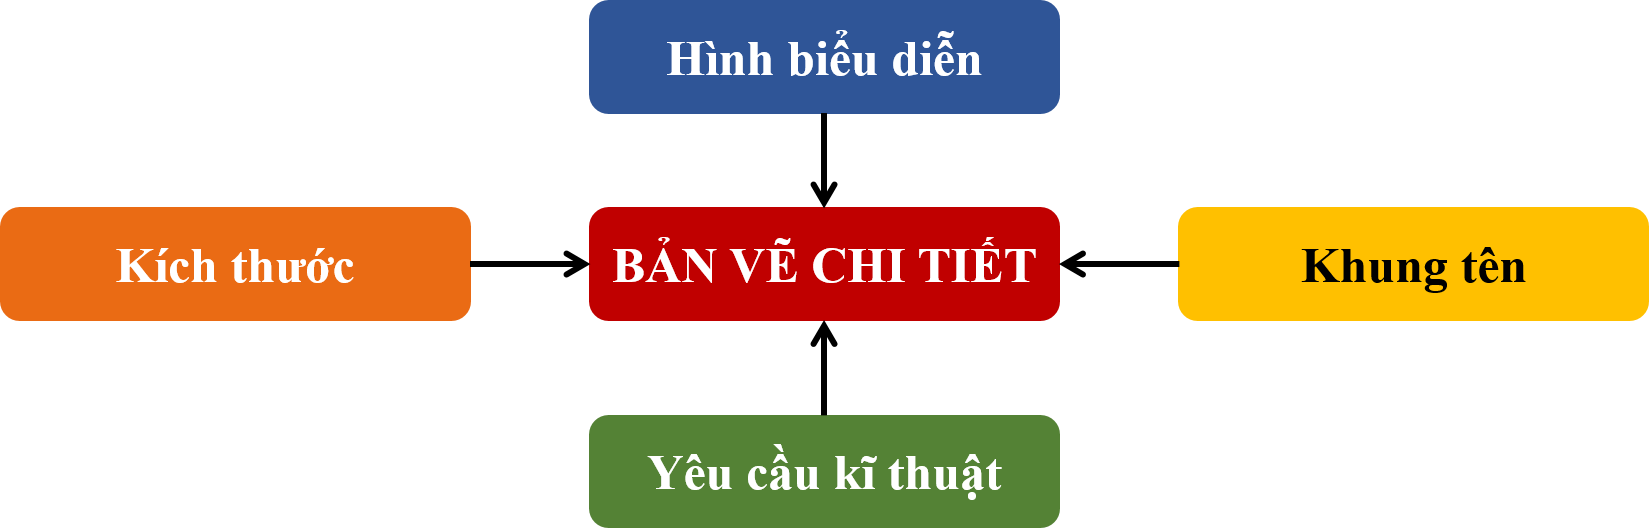 Hình biểu diễn
Kích thước
BẢN VẼ CHI TIẾT
Khung tên
Yêu cầu kĩ thuật